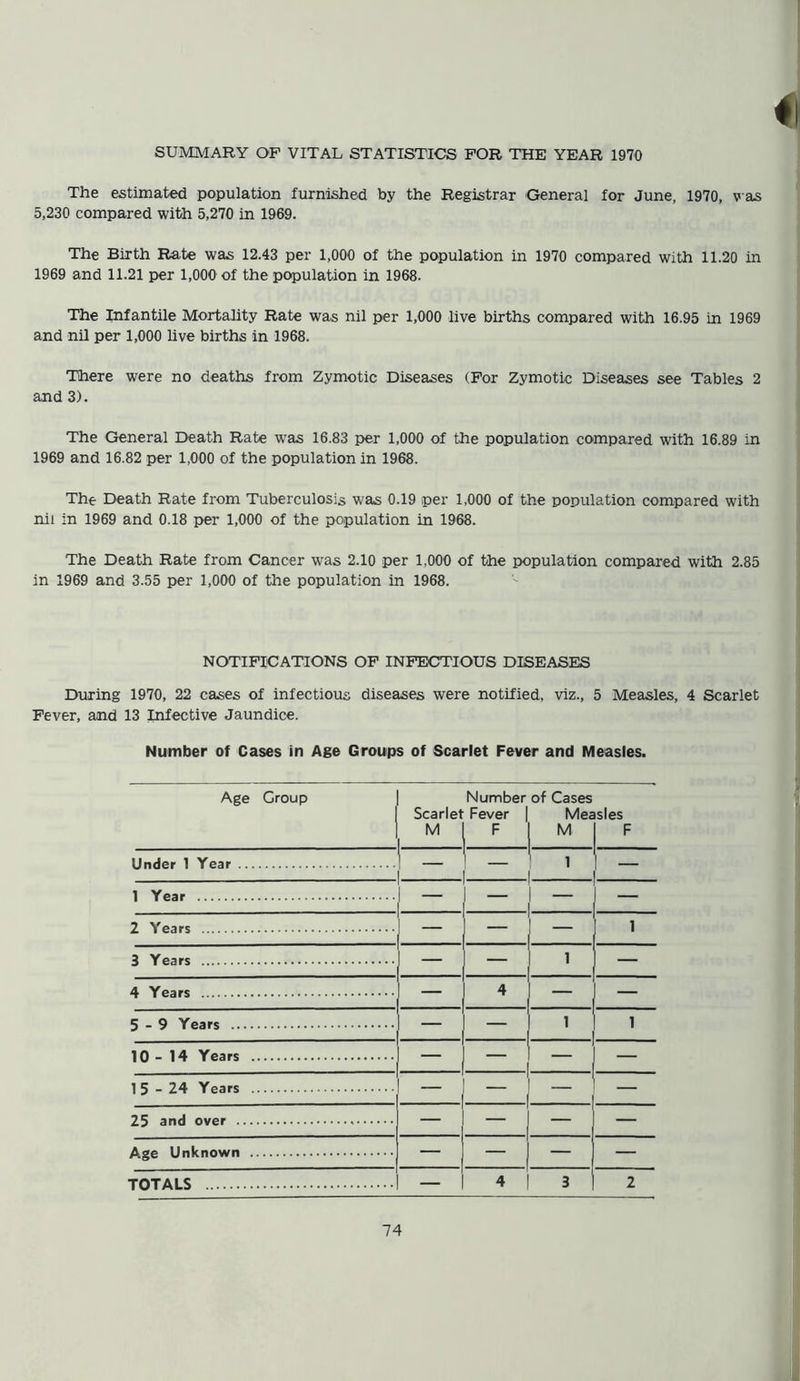 SUMMARY OF VITAL STATISTICS FOR THE YEAR 1970
The estimated population furnished by the Registrar General for June, 1970, was
5,230 compared with 5,270 in 1969.
The Birth Rate was 12.43 per 1,000 of the population in 1970 compared with 11.20 in
1969 and 11.21 per 1,000 of the population in 1968.
The Infantile Mortality Rate was nil per 1,000 live births compared with 16.95 in 1969
and nil per 1,000 live births in 1968.
There were no deaths from Zymotic Diseases (For Zymotic Diseases see Tables 2
and 3).
The General Death Rate was 16.83 per 1,000 of the population compared with 16.89 in
1969 and 16.82 per 1,000 of the population in 1968.
The Death Rate from Tuberculosis was 0.19 per 1,000 of the population compared with
nil in 1969 and 0.18 per 1,000 of the population in 1968.
The Death Rate from Cancer was 2.10 per 1,000 of the population compared with 2.85
in 1969 and 3.55 per 1,000 of the population in 1968.
NOTIFICATIONS OF INFECTIOUS DISEASES
During 1970, 22 cases of infectious diseases were notified, viz., 5 Measles, 4 Scarlet
Fever, and 13 Infective Jaundice.
Number of Cases in Age Groups of Scarlet Fever and Measles.
Age Group Number of Cases
Scarlet Fever Measles
M F M F
Under 1 Year — — 1 —
1 Year — — — —
2 Years — — — 1
3 Years — — 1 —
4 Years — 4 — —
5 - 9 Years — — 1 1
10 - 14 Years — — — —
15 - 24 Years — — — —
25 and over — — — —
Age Unknown — — — —
TOTALS — 4 3 2
74